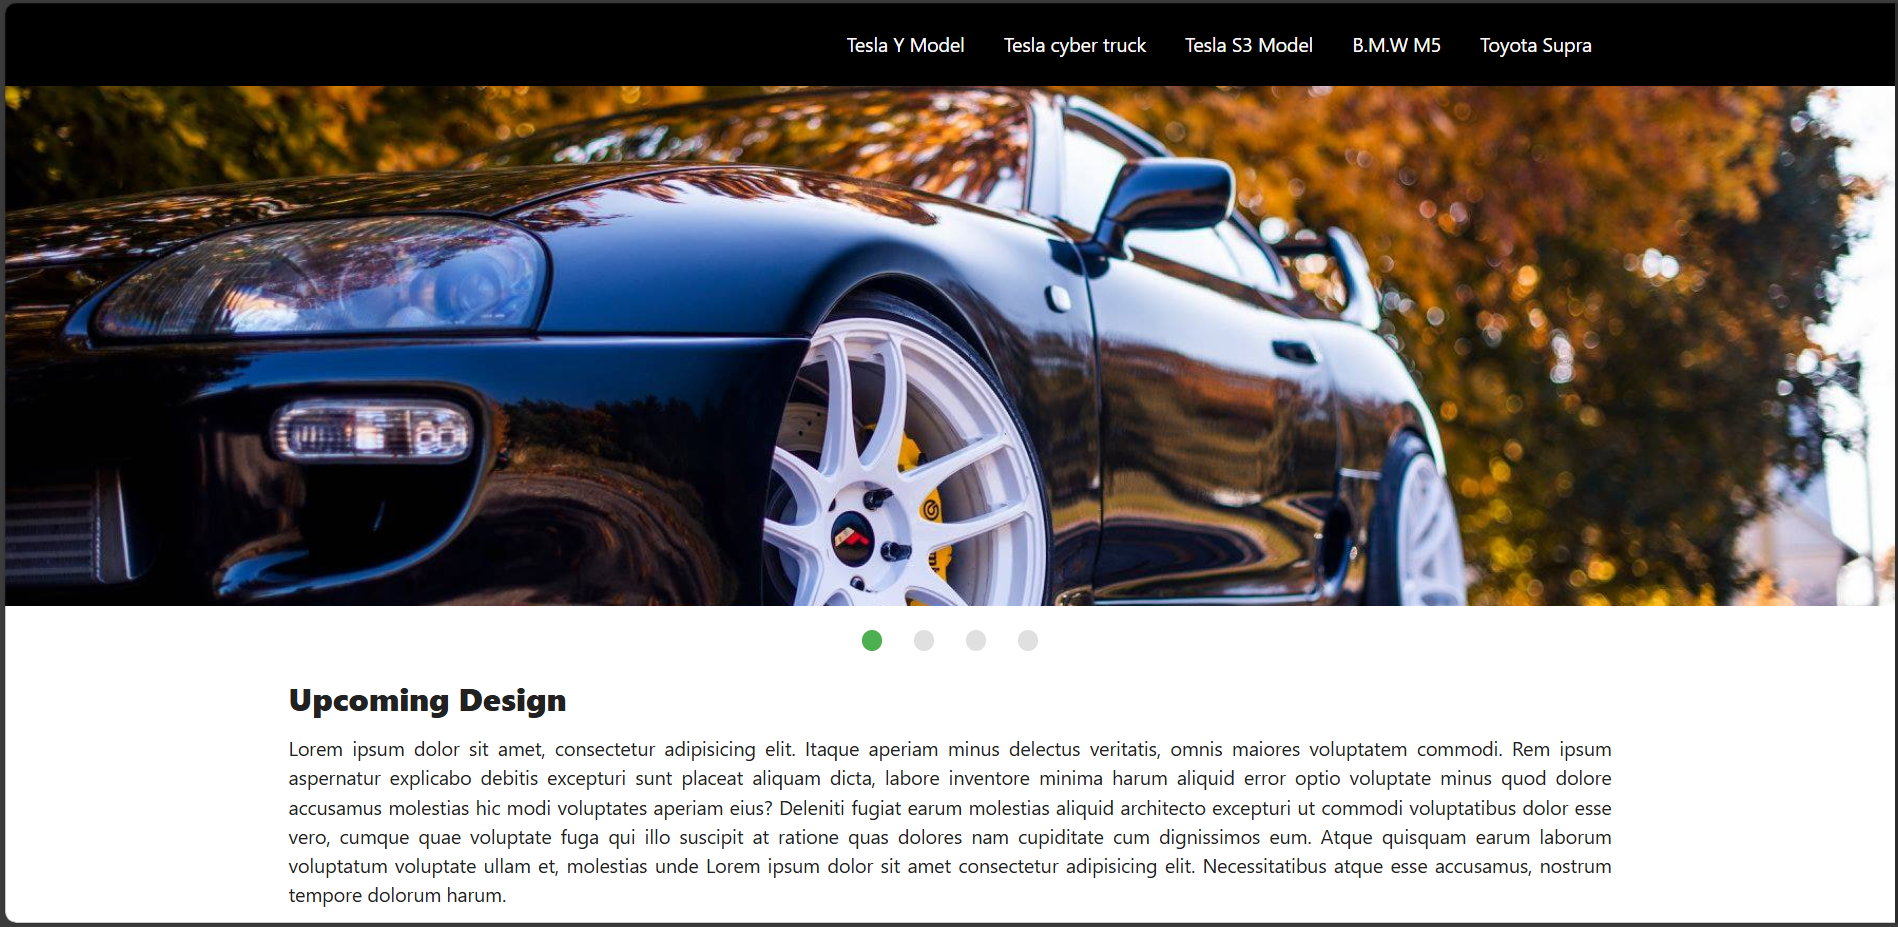 Tesla Y Model Tesla cyber truck Tesla S3 Model B.M.W M5 Toyota Supra
Upcoming Design
Lorem ipsum dolor sit amet, consectetur adipisicing elit. Itaque aperiam minus delectus veritatis, omnis maiores voluptatem commodi. Rem ipsum
aspernatur explicabo debitis excepturi sunt placeat aliquam dicta, labore inventore minima harum aliquid error optio voluptate minus quod dolore
accusamus molestias hic modi voluptates aperiam eius? Deleniti fugiat earum molestias aliquid architecto excepturi ut commodi voluptatibus dolor esse
vero, cumque quae voluptate fuga qui illo suscipit at ratione quas dolores nam cupiditate cum dignissimos eum. Atque quisquam earum laborum
voluptatum voluptate ullam et, molestias unde Lorem ipsum dolor sit amet consectetur adipisicing elit. Necessitatibus atque esse accusamus, nostrum
tempore dolorum harum.